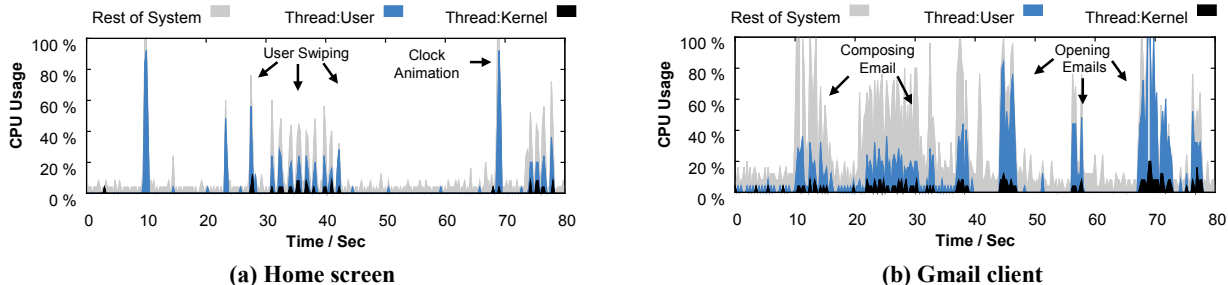 Rest of System Thread:User Thread:Kernel
100 %
80 %
60 %
40 %
20 %
0 %
CPU Usage
User Swiping
Clock
Animation
0 10 20 30 40 50 60 70 80
Time / Sec
(a) Home screen
Rest of System Thread:User Thread:Kernel
100 %
80 %
60 %
40 %
20 %
0 %
CPU Usage
Composing
Email
Opening
Emails
0 10 20 30 40 50 60 70 80
Time / Sec
(b) Gmail client